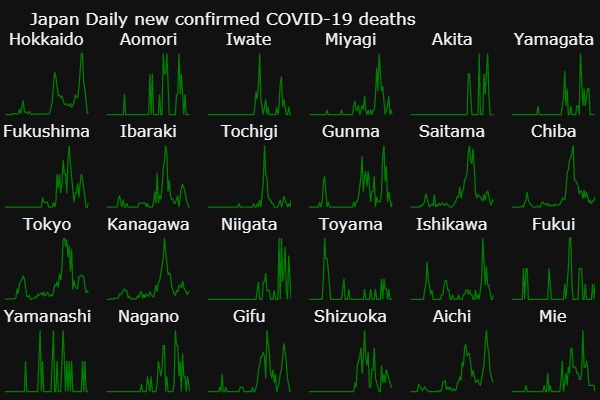 Japan Daily new confirmed COVID-19 deaths
Hokkaido Aomori Iwate Miyagi Akita Yamagata
Fukushima Ibaraki Tochigi Gunma Saitama Chiba
Tokyo Kanagawa Niigata Toyama Ishikawa Fukui
Yamanashi Nagano Gifu Shizuoka Aichi Mie